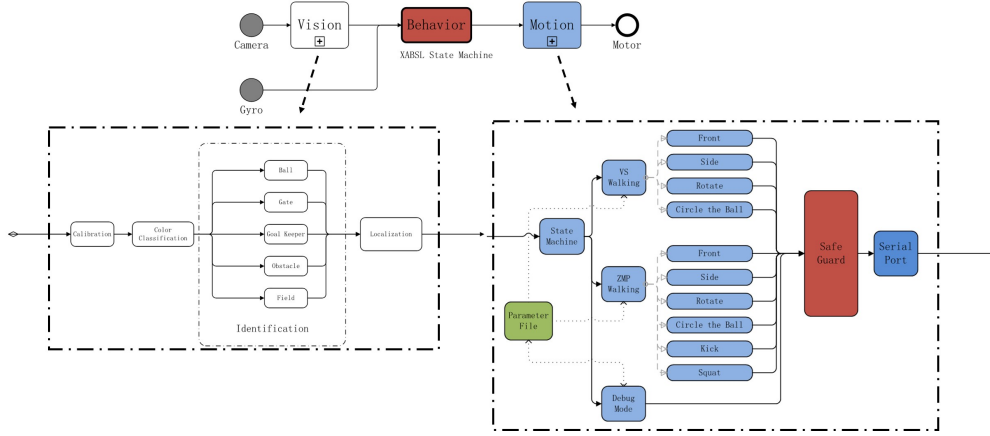 Vision
Behavior
Motion
Camera
XABSL State Machine
Motor
Gyro
Calibration
Color
Classification
Ball
Gate
Goal Keeper
Obstacle
Field
Identification
Localization
State
Machine
VS
Walking
ZMP
Walking
Parameter
File
Debug
Mode
Front
Side
Rotate
Circle the Ball
Front
Side
Rotate
Circle the Ball
Kick
Squat
Safe
Guard
Serial
Port